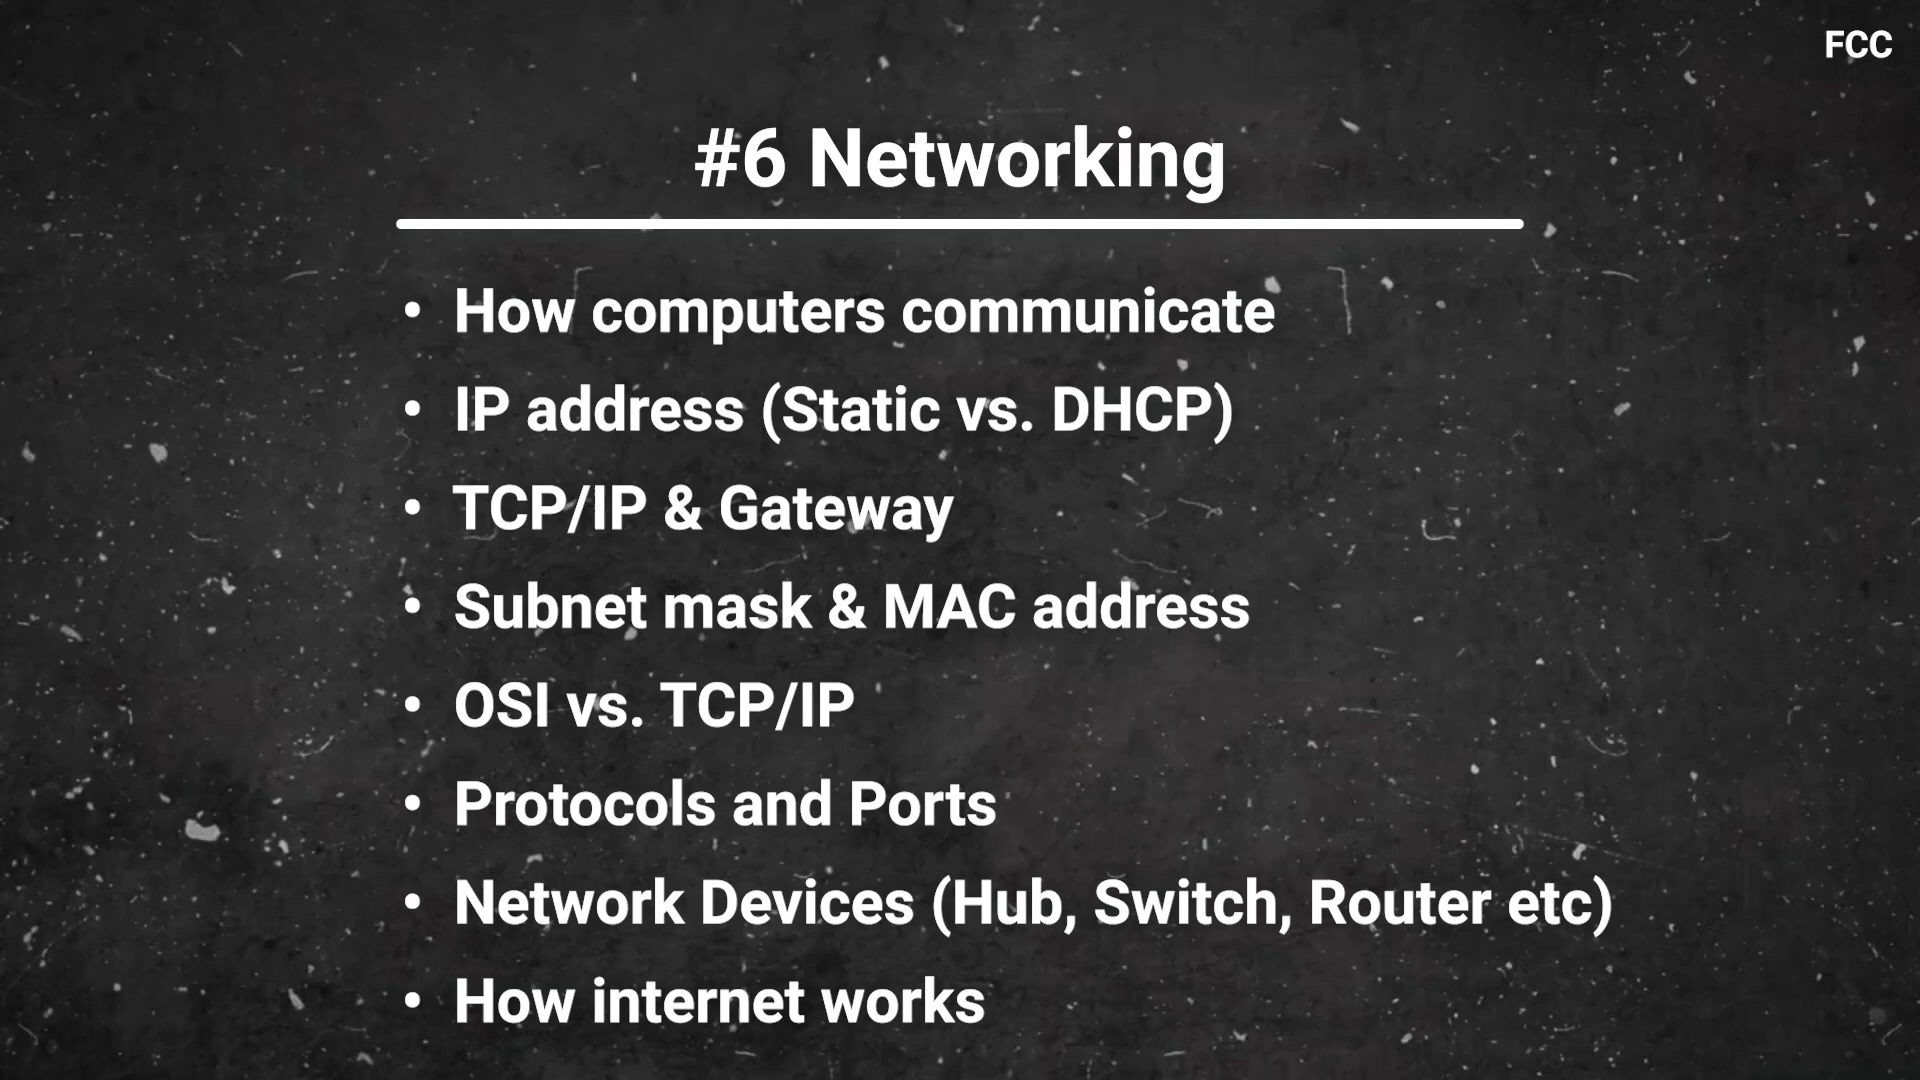 FCC
#6 Networking
• How computers communicate
• IP address (Static vs. DHCP)
• TCP/IP & Gateway
• Subnet mask & MAC address
• OSI vs. TCP/IP
• Protocols and Ports
• Network Devices (Hub, Switch, Router etc)
• How internet works